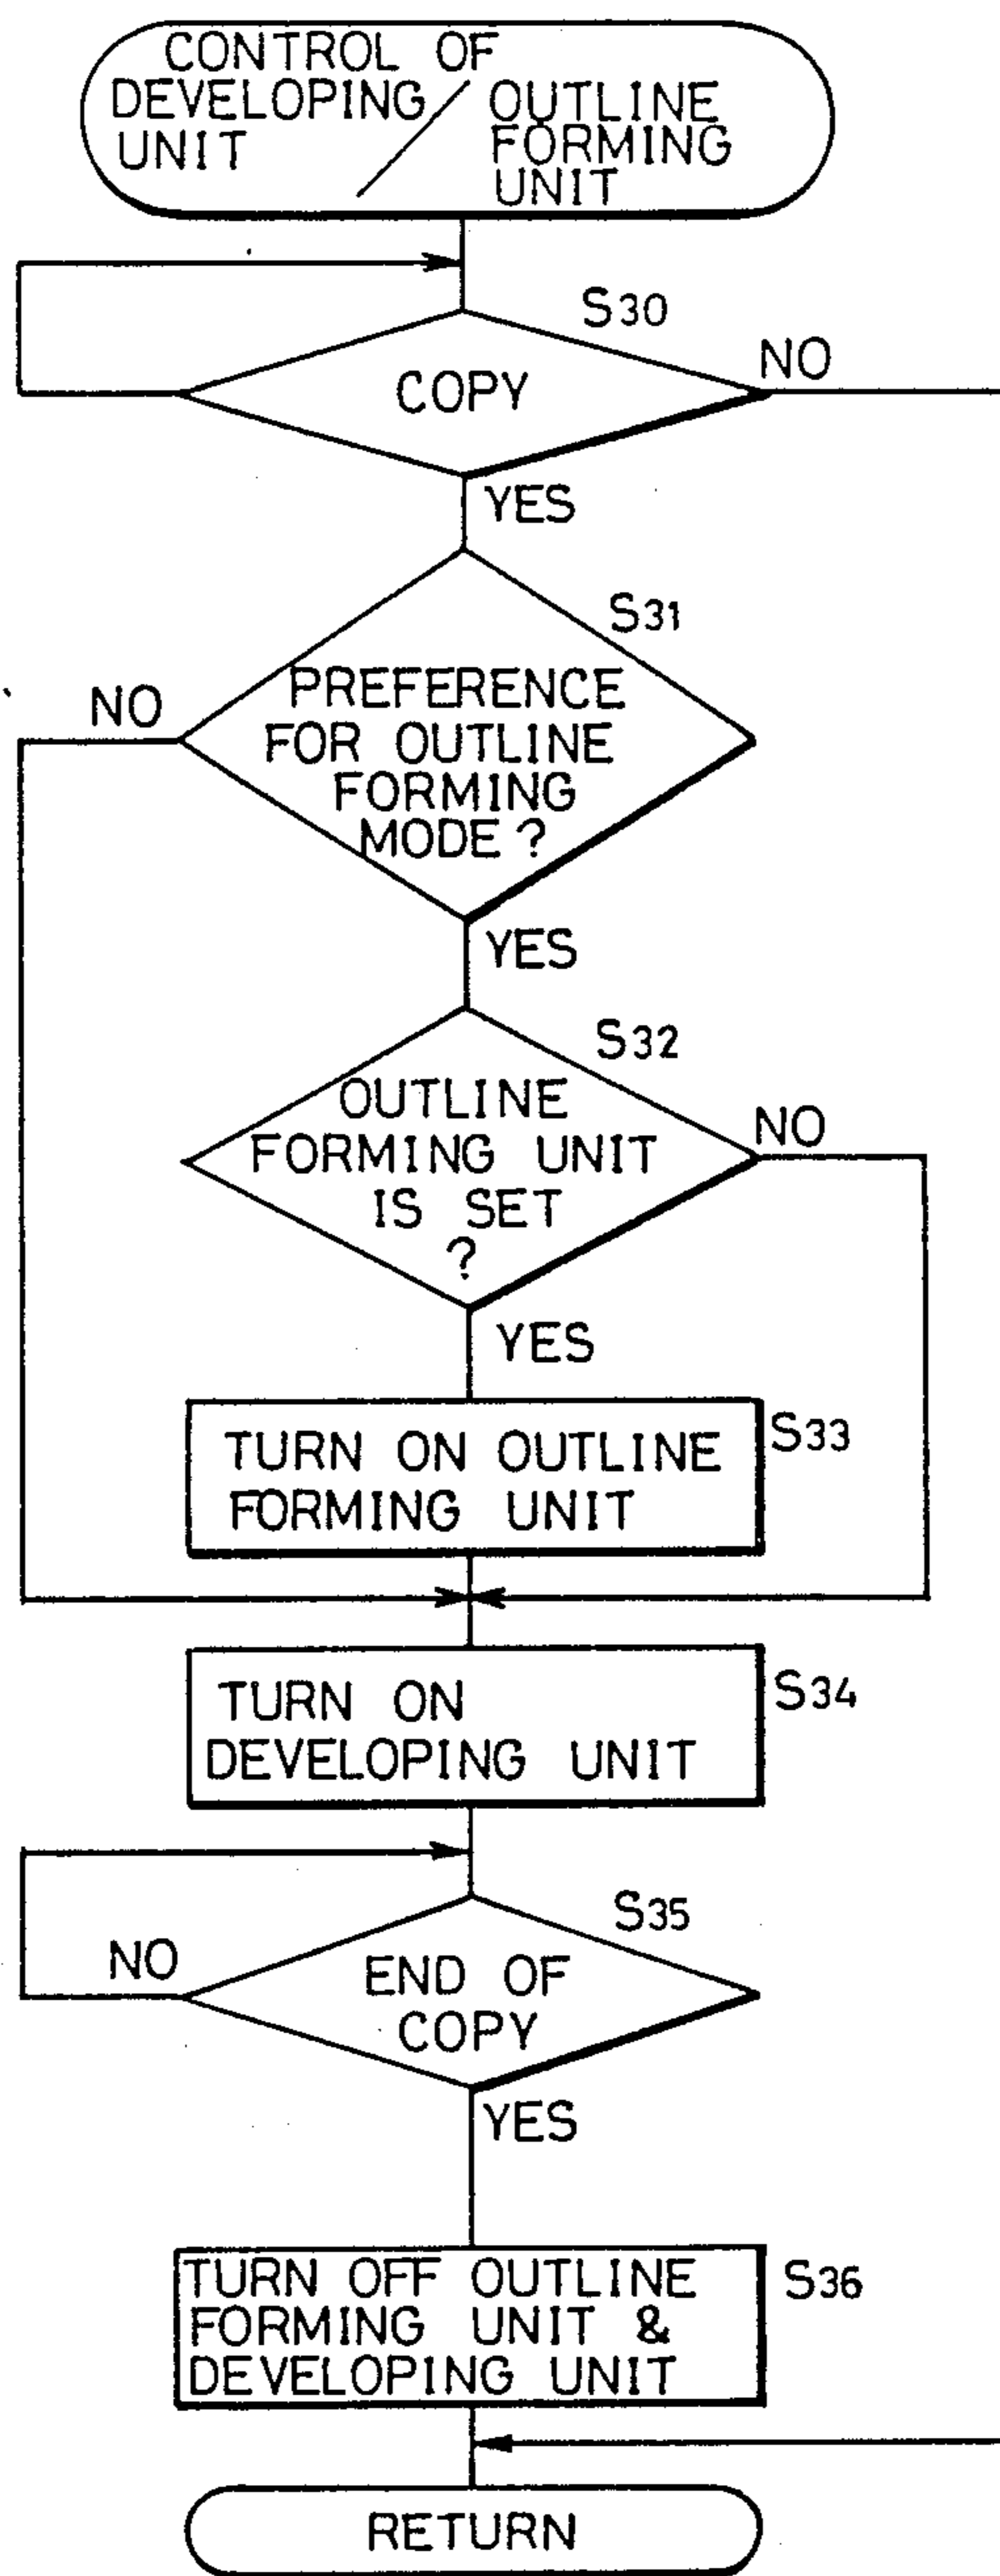 CONTROL OF
DEVELOPING / OUTLINE
UNIT FORMING
UNIT
S30
COPY
NO
YES
S31
PREFERENCE
FOR OUTLINE
FORMING
MODE?
NO
YES
S32
OUTLINE
FORMING UNIT
IS SET
?
NO
YES
TURN ON OUTLINE
FORMING UNIT
S33
TURN ON
DEVELOPING UNIT
S34
S35
END OF
COPY
NO
YES
TURN OFF OUTLINE
FORMING UNIT &
DEVELOPING UNIT
S36
RETURN